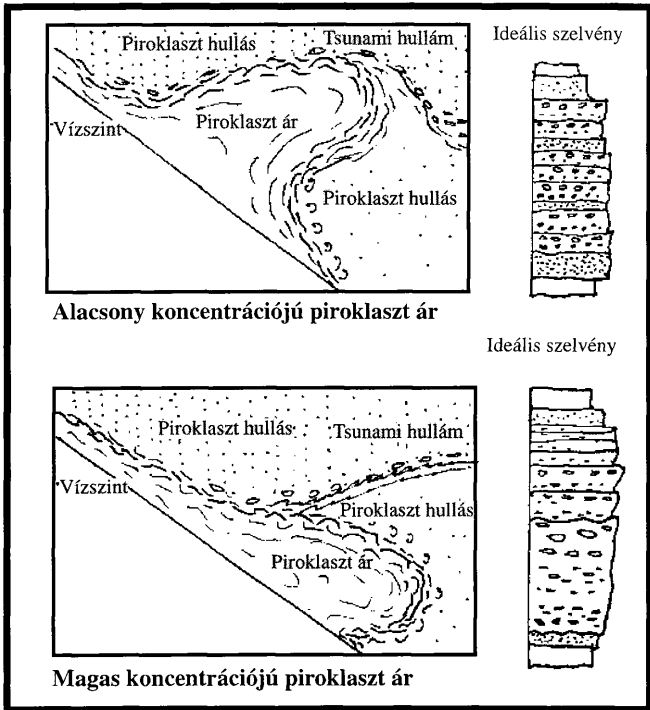 Ideális szelvény
Piroklaszt hullás
Tsunami hullám
Vízszint
Piroklaszt ár
Piroklaszt hullás
Alacsony koncentrációjú piroklaszt ár
Ideális szelvény
Piroklaszt hullás
Tsunami hullám
Vízszint
Piroklaszt hullás
Piroklaszt ár
Magas koncentrációjú piroklaszt ár